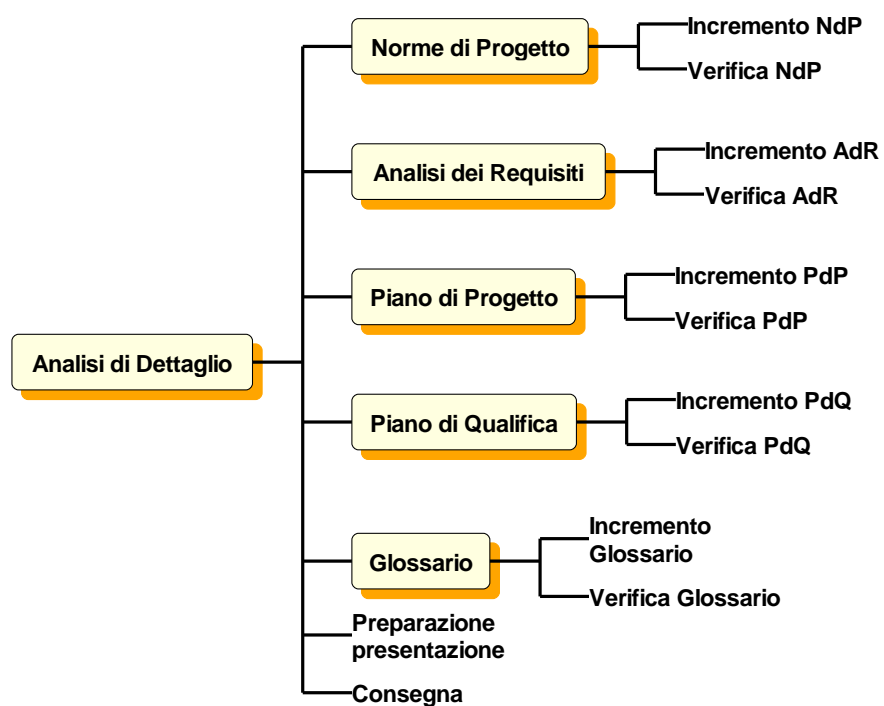 Norme di Progetto
Incremento NdP
Verifica NdP
Analisi dei Requisiti
Incremento AdR
Verifica AdR
Piano di Progetto
Incremento PdP
Verifica PdP
Analisi di Dettaglio
Piano di Qualifica
Incremento PdQ
Verifica PdQ
Glossario
Incremento
Glossario
Verifica Glossario
Preparazione
presentazione
Consegna